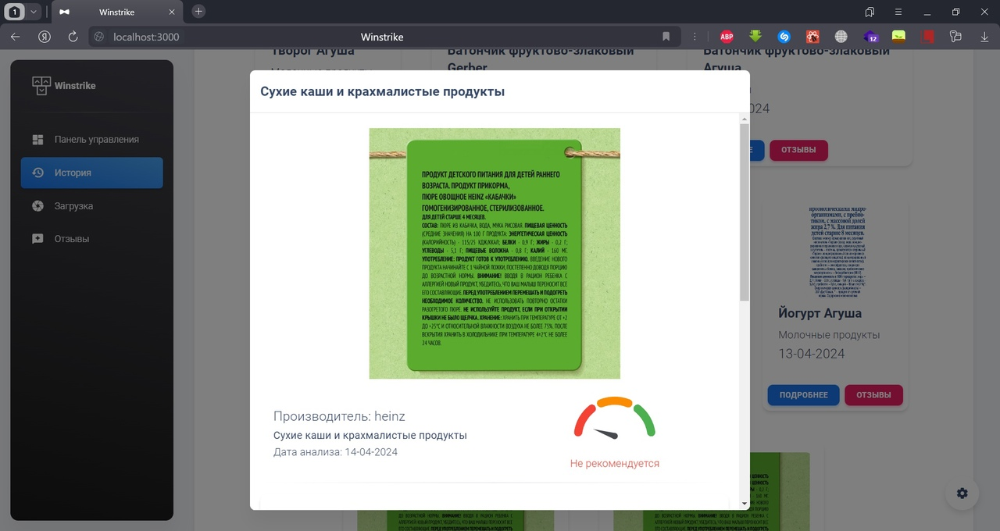 1
Winstrike
localhost:3000
Winstrike
ABP
12
Winstrike
Панель управления
История
Загрузка
Отзывы
Творог Агуша
Батончик фруктово-злаковый
Gerber
Батончик фруктово-злаковый
Агуша
2024
ОТЗЫВЫ
Сухие каши и крахмалистые продукты
ПРОДУКТ ДЕТСКОГО ПИТАНИЯ ДЛЯ ДЕТЕЙ РАННЕГО
ВОЗРАСТА. ПРОДУКТ ПРИКОРМА,
ПЮРЕ ОВОЩНОЕ HEINZ «КАБАЧКИ»
ГОМОГЕНИЗИРОВАННОЕ, СТЕРИЛИЗОВАННОЕ.
ДЛЯ ДЕТЕЙ СТАРШЕ 4 МЕСЯЦЕВ.
СОСТАВ: ПЮРЕ ИЗ КАБАЧКА, ВОДА, МУКА РИСОВАЯ. ПИЩЕВАЯ ЦЕННОСТЬ
(СРЕДНИЕ ЗНАЧЕНИЯ) НА 100 Г ПРОДУКТА: ЭНЕРГЕТИЧЕСКАЯ ЦЕННОСТЬ
(КАЛОРИЙНОСТЬ) - 115/25 КДЖ/ККАЛ; БЕЛКИ - 0,9 Г; ЖИРЫ - 0,2 Г;
УГЛЕВОДЫ - 5,1 Г; ПИЩЕВЫЕ ВОЛОКНА - 0,8 Г; КАЛИЙ - 160 МГ.
УПОТРЕБЛЕНИЕ: ПРОДУКТ ГОТОВ К УПОТРЕБЛЕНИЮ. ВВЕДЕНИЕ НОВОГО
ПРОДУКТА НАЧИНАЙТЕ С 1 ЧАЙНОЙ ЛОЖКИ, ПОСТЕПЕННО ДОВОДЯ ПОРЦИЮ
ДО ВОЗРАСТНОЙ НОРМЫ. ВНИМАНИЕ! ВВОДЯ В РАЦИОН РЕБЕНКА С
АЛЛЕРГИЕЙ НОВЫЙ ПРОДУКТ, УБЕДИТЕСЬ, ЧТО ВАШ МАЛЫШ ПЕРЕНОСИТ ВСЕ
ЕГО СОСТАВЛЯЮЩИЕ. ПЕРЕД УПОТРЕБЛЕНИЕМ ПЕРЕМЕШАТЬ И ПОДОГРЕТЬ
НЕОБХОДИМОЕ КОЛИЧЕСТВО. НЕ ИСПОЛЬЗОВАТЬ ПОВТОРНО ОСТАТКИ
РАЗОГРЕТОГО ПЮРЕ. НЕ ИСПОЛЬЗУЙТЕ ПРОДУКТ, ЕСЛИ ПРИ ОТКРЫТИИ
КРЫШКИ НЕ БЫЛО ЩЕЛЧКА. ХРАНЕНИЕ: ХРАНИТЬ ПРИ ТЕМПЕРАТУРЕ ОТ +2
ДО +25°С И ОТНОСИТЕЛЬНОЙ ВЛАЖНОСТИ ВОЗДУХА НЕ БОЛЕЕ 75%. ПОСЛЕ
ВСКРЫТИЯ ХРАНИТЬ В ХОЛОДИЛЬНИКЕ ПРИ ТЕМПЕРАТУРЕ 4+2°С НЕ БОЛЕЕ
24 ЧАСОВ.
Производитель: heinz
Сухие каши и крахмалистые продукты
Дата анализа: 14-04-2024
Не рекомендуется
организмами, с пребио-
тиком, с массовой долей
жира 2,7 %. Для питания
детей старше 8 месяцев.
Йогурт Агуша
Молочные продукты
13-04-2024
ПОДРОБНЕЕ
ОТЗЫВЫ